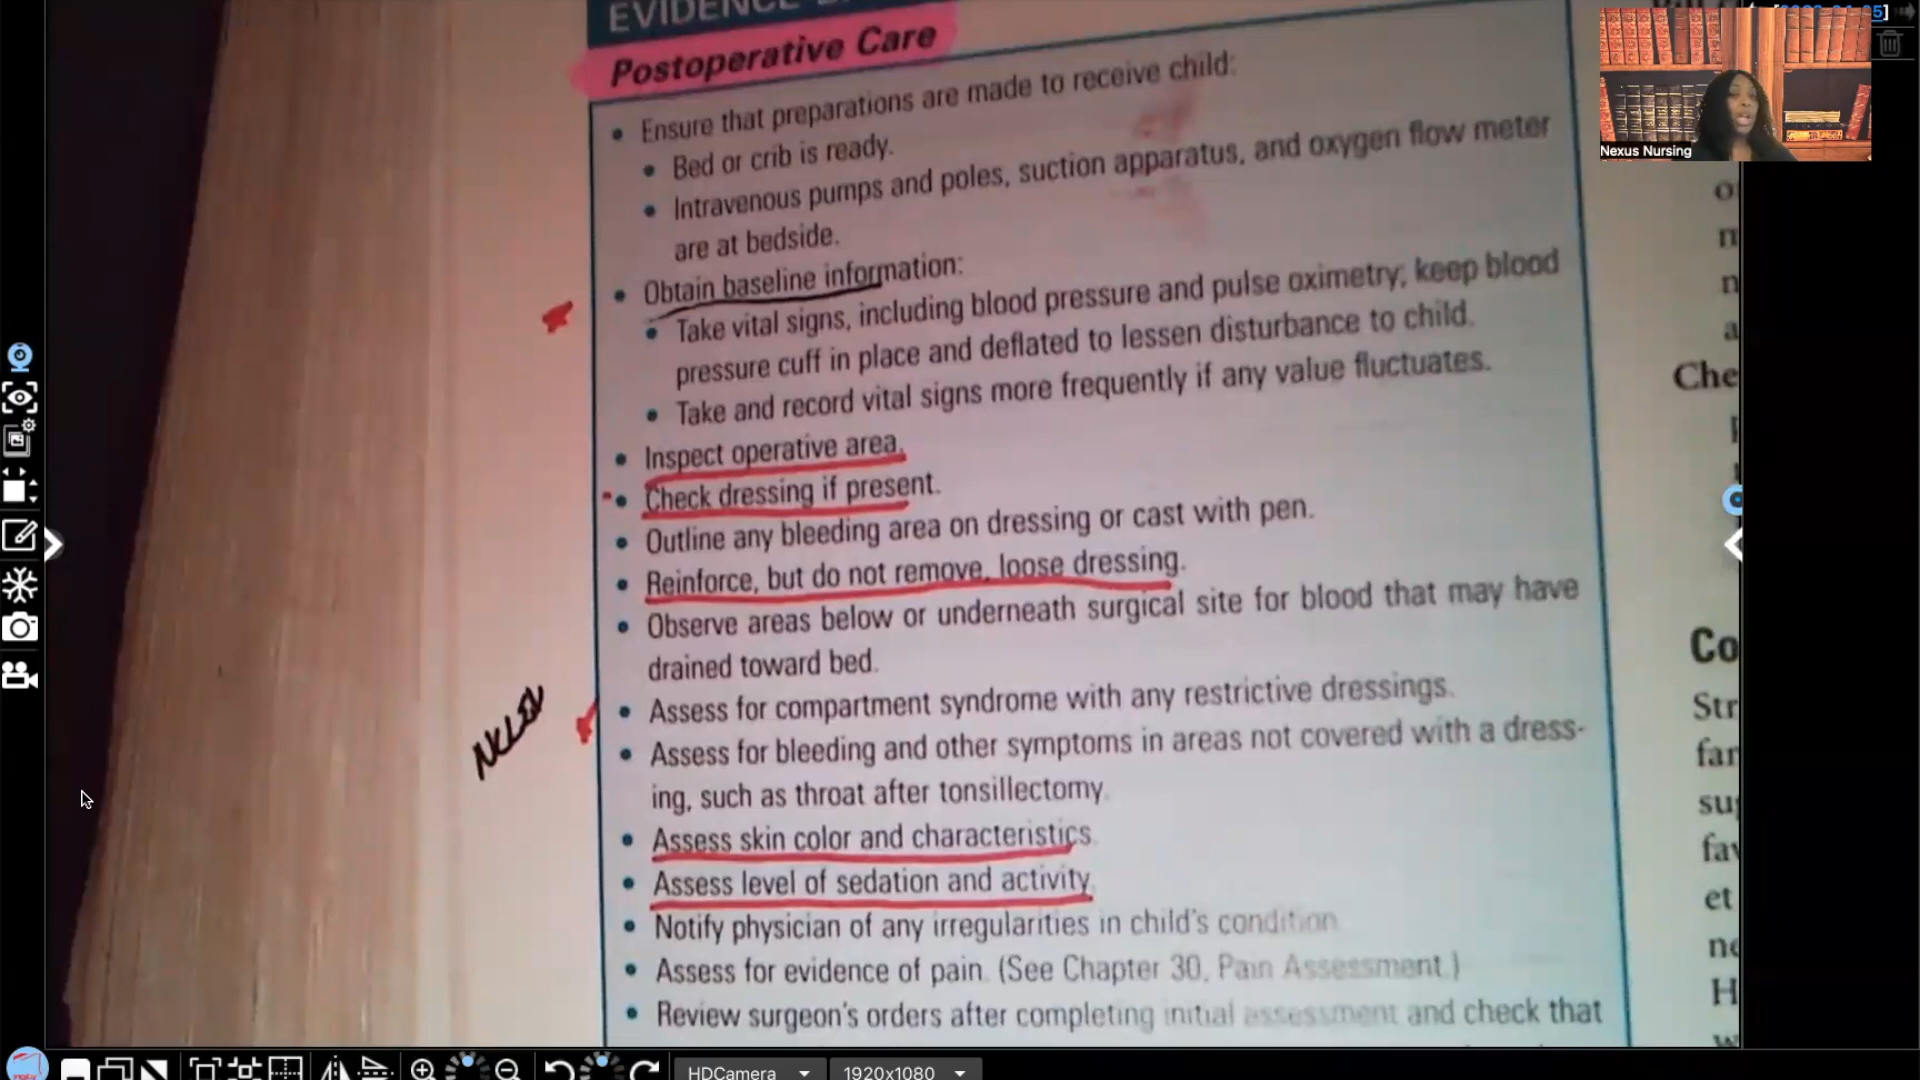 EVIDENCE
Postoperative Care
• Ensure that preparations are made to receive child:
• Bed or crib is ready.
• Intravenous pumps and poles, suction apparatus, and oxygen flow meter
are at bedside.
• Obtain baseline information:
• Take vital signs, including blood pressure and pulse oximetry; keep blood
pressure cuff in place and deflated to lessen disturbance to child.
• Take and record vital signs more frequently if any value fluctuates.
• Inspect operative area.
• Check dressing if present.
• Outline any bleeding area on dressing or cast with pen.
• Reinforce, but do not remove, loose dressing.
• Observe areas below or underneath surgical site for blood that may have
drained toward bed.
• Assess for compartment syndrome with any restrictive dressings.
• Assess for bleeding and other symptoms in areas not covered with a dress-
ing, such as throat after tonsillectomy.
• Assess skin color and characteristics.
• Assess level of sedation and activity.
• Notify physician of any irregularities in child's condition.
• Assess for evidence of pain. (See Chapter 30, Pain Assessment.)
• Review surgeon's orders after completing initial assessment and check that
NCLEX
Nexus Nursing
Che
Co
Str
far
su
fav
et
ne
H
HDCamera
1920x1080